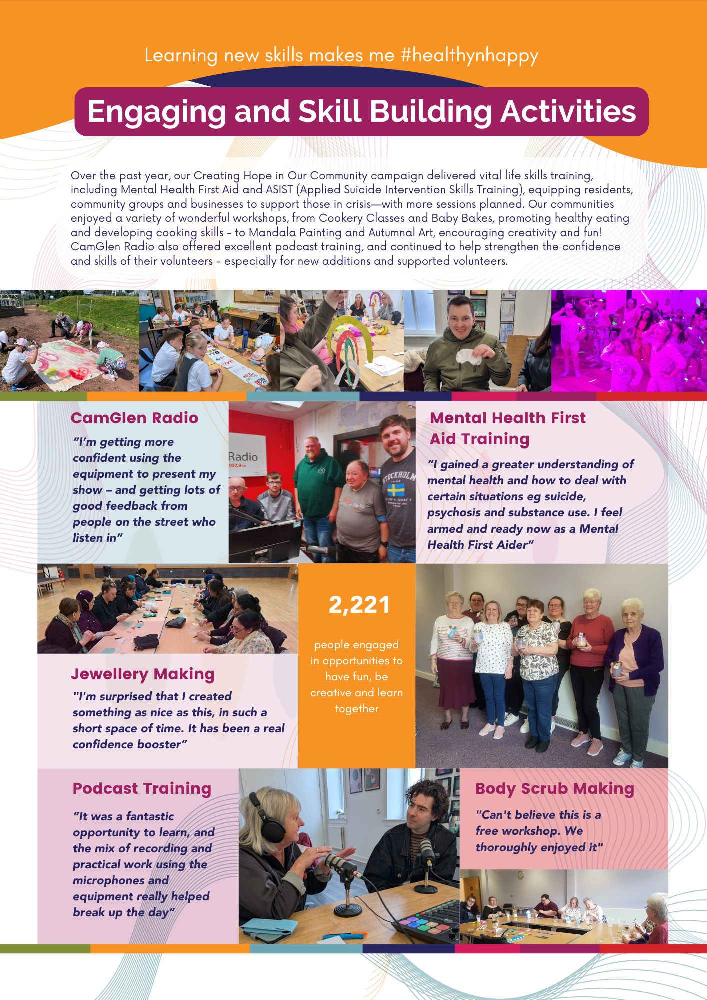 Learning new skills makes me #healthynhappy
Engaging and Skill Building Activities
Over the past year, our Creating Hope in Our Community campaign delivered vital life skills training,
including Mental Health First Aid and ASIST (Applied Suicide Intervention Skills Training), equipping residents,
community groups and businesses to support those in crisis—with more sessions planned. Our communities
enjoyed a variety of wonderful workshops, from Cookery Classes and Baby Bakes, promoting healthy eating
and developing cooking skills - to Mandala Painting and Autumnal Art, encouraging creativity and fun!
CamGlen Radio also offered excellent podcast training, and continued to help strengthen the confidence
and skills of their volunteers - especially for new additions and supported volunteers.
heart
CamGlen Radio
“I’m getting more
confident using the
equipment to present my
show – and getting lots of
good feedback from
people on the street who
listen in”
Radio
107.9 FM
STOCKHOLM
CamGlen Radio
Mental Health First
Aid Training
“I gained a greater understanding of
mental health and how to deal with
certain situations eg suicide,
psychosis and substance use. I feel
armed and ready now as a Mental
Health First Aider”
Jewellery Making
"I'm surprised that I created
something as nice as this, in such a
short space of time. It has been a real
confidence booster”
2,221
people engaged
in opportunities to
have fun, be
creative and learn
together
Podcast Training
“It was a fantastic
opportunity to learn, and
the mix of recording and
practical work using the
microphones and
equipment really helped
break up the day”
Body Scrub Making
"Can't believe this is a
free workshop. We
thoroughly enjoyed it"